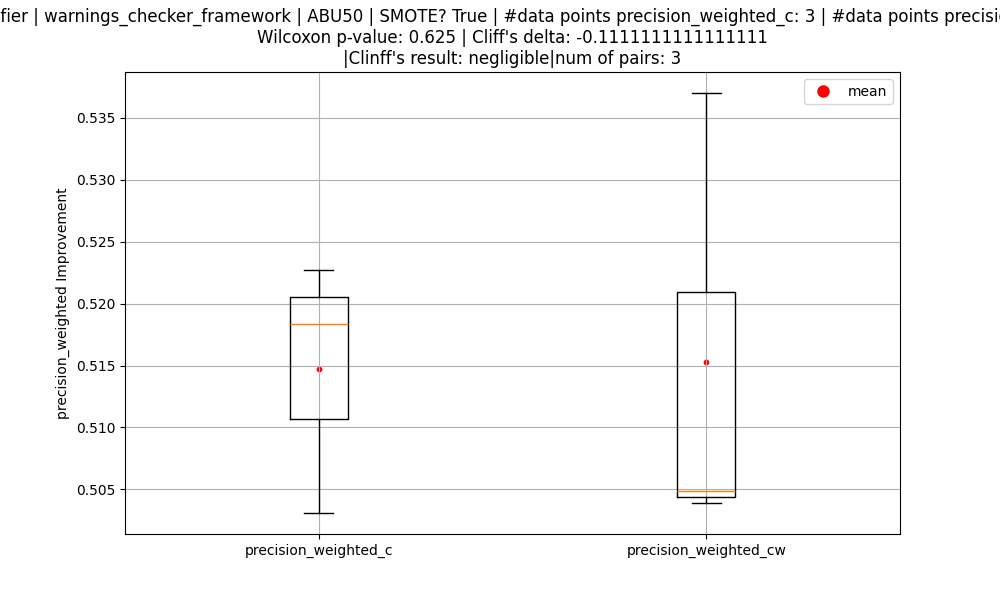 fier | warnings_checker_framework | ABU50 | SMOTE? True | #data points precision_weighted_c: 3 | #data points precisi
Wilcoxon p-value: 0.625 | Cliff's delta: -0.1111111111111111
|Clinff's result: negligible|num of pairs: 3
mean
0.535
0.530
0.525
0.520
0.515
0.510
0.505
precision_weighted Improvement
precision_weighted_c
precision_weighted_cw